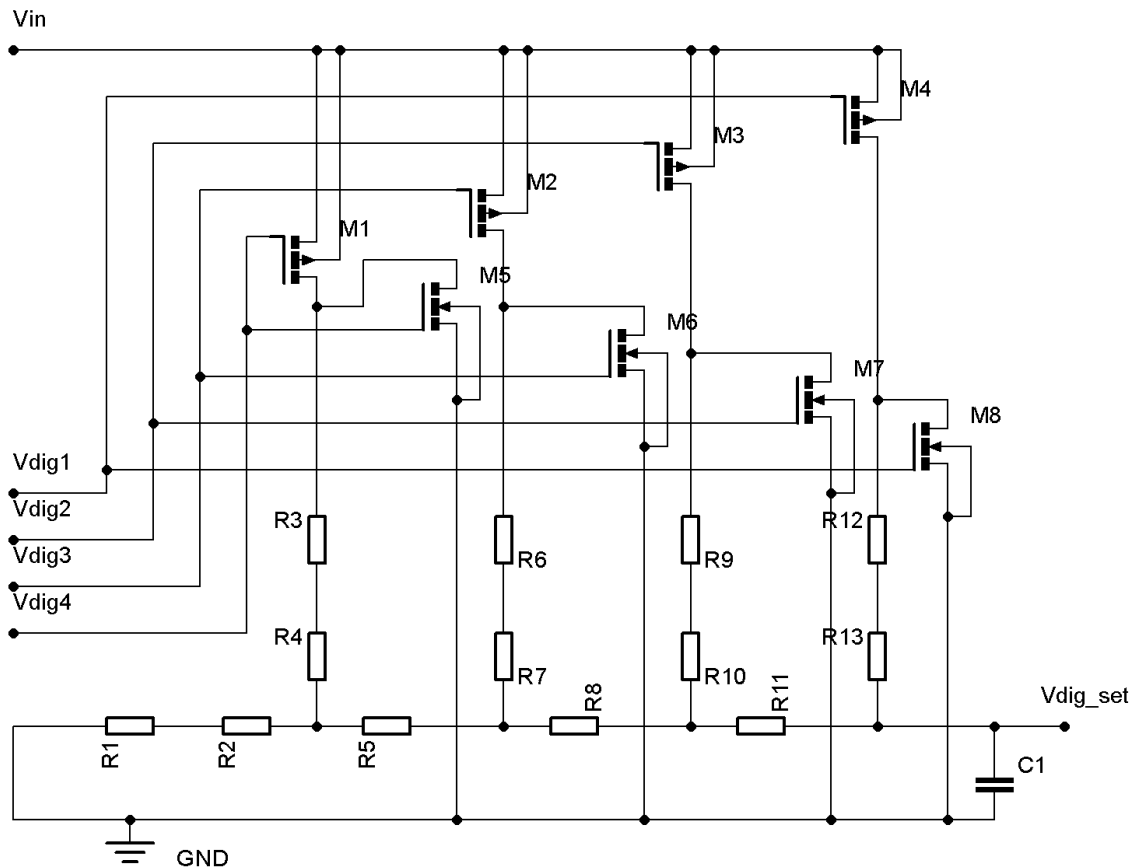 Vin
M4
M3
M2
M1
M5
M6
M7
M8
Vdig1
Vdig2
Vdig3
Vdig4
R3
R6
R9
R12
R4
R7
R10
R13
R1
R2
R5
R8
R11
Vdig_set
C1
GND